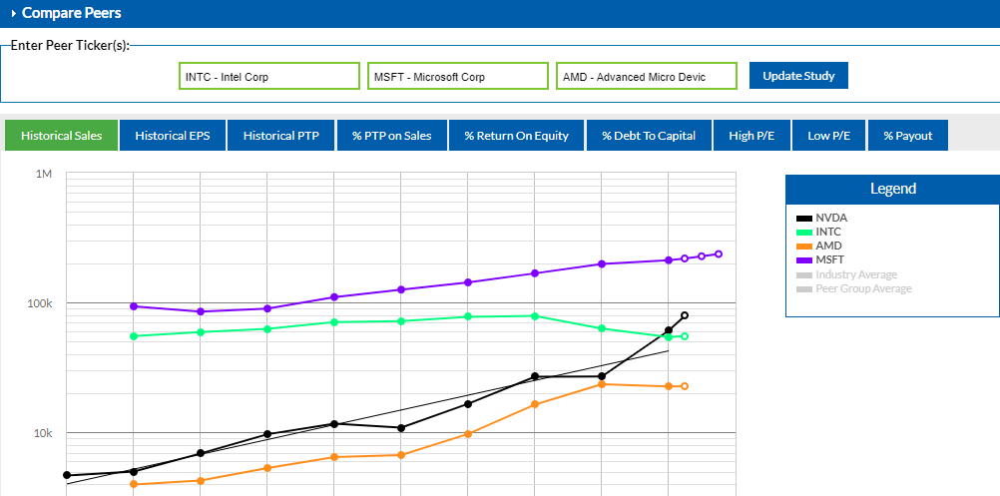 Compare Peers
Enter Peer Ticker(s):
INTC - Intel Corp
MSFT - Microsoft Corp
AMD - Advanced Micro Devic
Update Study
Historical Sales
Historical EPS
Historical PTP
% PTP on Sales
% Return On Equity
% Debt To Capital
High P/E
Low P/E
% Payout
1M
100k
10k
Legend
NVDA
INTC
AMD
MSFT
Industry Average
Peer Group Average